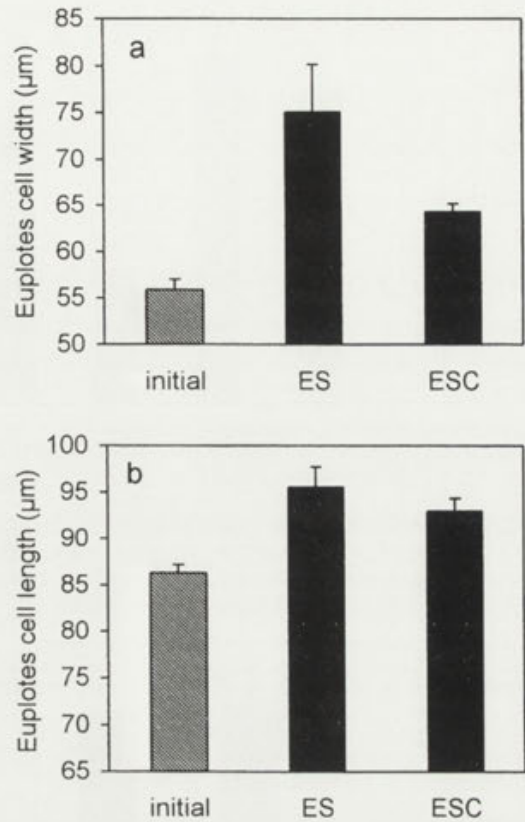 a
Euplotes cell width (µm)
85
80
75
70
65
60
55
50
initial ES ESC
b
Euplotes cell length (µm)
100
95
90
85
80
75
70
65
initial ES ESC